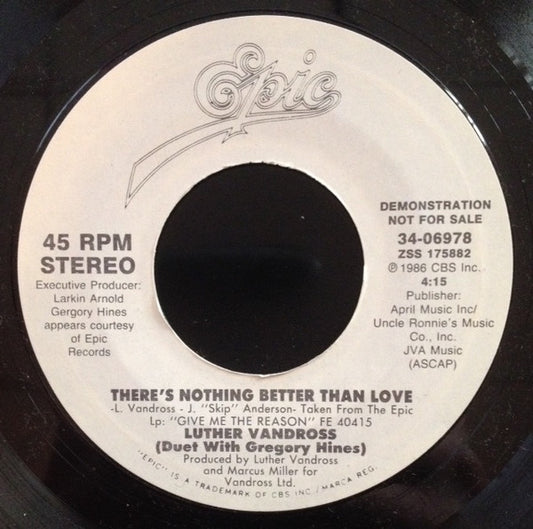 Epic
DEMONSTRATION
NOT FOR SALE
34-06978
ZSS 175882
℗ 1986 CBS Inc.
4:15
Publisher:
April Music Inc/
Uncle Ronnie's Music
Co., Inc.
JVA Music
(ASCAP)
45 RPM
STEREO
Executive Producer:
Larkin Arnold
Gergory Hines
appears courtesy
of Epic
Records
THERE'S NOTHING BETTER THAN LOVE
-L. Vandross - J. "Skip" Anderson- Taken From The Epic
Lp: "GIVE ME THE REASON" FE 40415
LUTHER VANDROSS
(Duet With Gregory Hines)
Produced by Luther Vandross
and Marcus Miller for
Vandross Ltd.
"EPIC" IS A TRADEMARK OF CBS INC./MARCA REG.